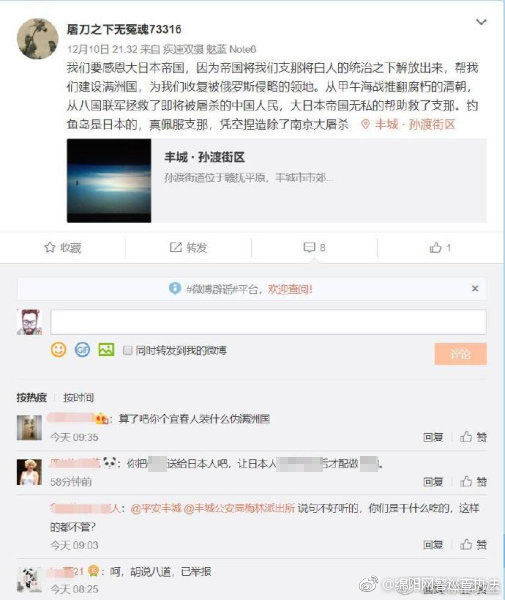 屠刀之下无冤魂73316
12月10日 21:32 来自 疾速双摄 魅蓝 Note6
我们要感恩大日本帝国，因为帝国将我们支那将白人的统治之下解放出来，帮我
们建设满洲国，为我们收复被俄罗斯侵略的领地。从甲午海战推翻腐朽的清朝，
从八国联军拯救了即将被屠杀的中国人民，大日本帝国无私的帮助救了支那。钓
鱼岛是日本的，真佩服支那，凭空捏造除了南京大屠杀 丰城·孙渡街区
丰城·孙渡街区
孙渡街道位于赣抚平原，丰城市市郊...
收藏 转发 8 1
#微博辟谣#平台，欢迎查阅！ ×
GIF 同时转发到我的微博 评论
按热度 按时间
：算了吧你个宜春人装什么伪满洲国
今天 09:35 回复 赞
：你把 送给日本人吧，让日本人 后才配做 的。
58分钟前 回复 赞
人：@平安丰城 @丰城公安局梅林派出所 说句不好听的，你们是干什么吃的，这样
的都不管?
今天 09:03 回复 赞
21 ：呵，胡说八道，已举报
今天 08:25
@绵阳网警巡查执法